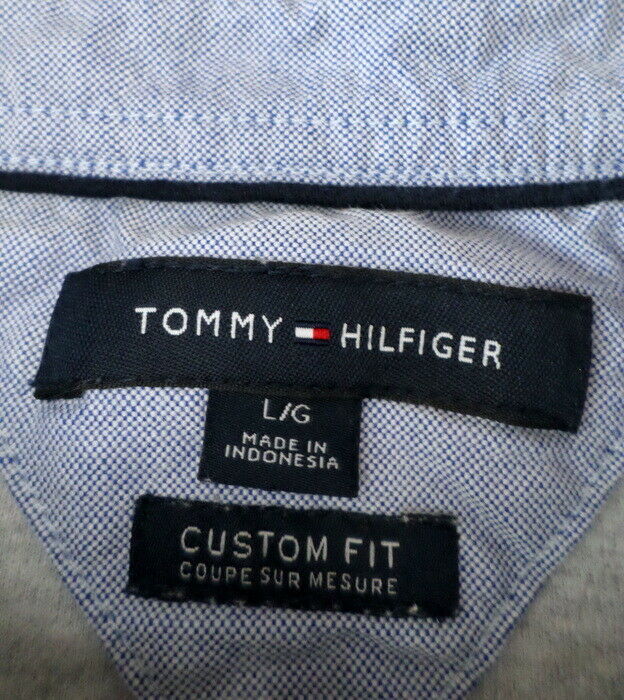 TOMMY HILFIGER
L/G
MADE IN
INDONESIA
CUSTOM FIT
COUPE SUR MESURE